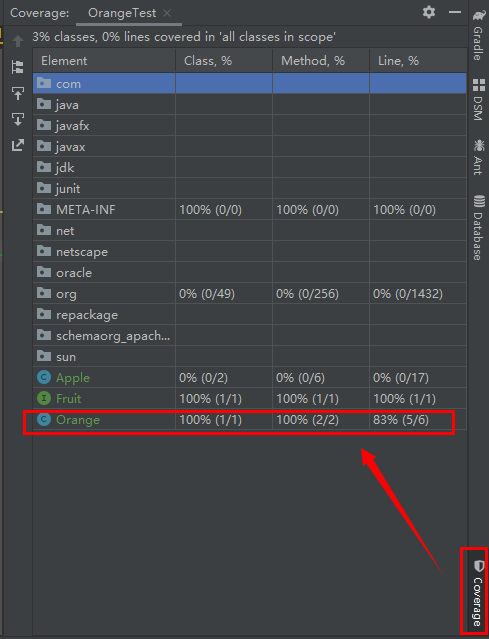 Coverage: OrangeTest
3% classes, 0% lines covered in 'all classes in scope'
Element Class, % Method, % Line, %
com
java
javafx
javax
jdk
junit
META-INF 100% (0/0) 100% (0/0) 100% (0/0)
net
netscape
oracle
org 0% (0/49) 0% (0/256) 0% (0/1432)
repackage
schemaorg_apach...
sun
Apple 0% (0/2) 0% (0/6) 0% (0/17)
Fruit 100% (1/1) 100% (1/1) 100% (1/1)
Orange 100% (1/1) 100% (2/2) 83% (5/6)
Gradle
DSM
Ant
Database
Coverage